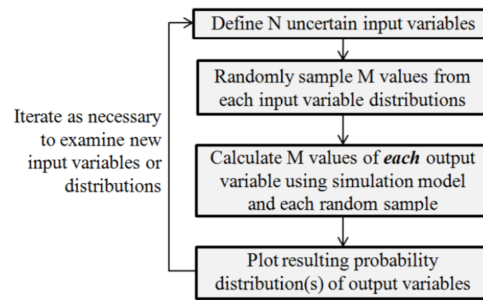 Define N uncertain input variables
Randomly sample M values from
each input variable distributions
Iterate as necessary
to examine new
input variables or
distributions
Calculate M values of each output
variable using simulation model
and each random sample
Plot resulting probability
distribution(s) of output variables